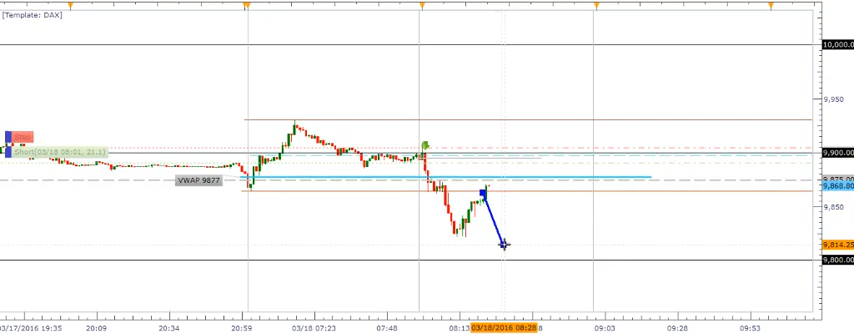 [Template: DAX]
10,000.0
9,950
Stop
Short[03/18 08:01, 21.1]
9,900.00
VWAP 9877
9,875.00
9,868.80
9,850
9,814.25
9,800.00
03/17/2016 19:35 20:09 20:34 20:59 03/18 07:23 07:48 08:13 03/18/2016 08:28 8 09:03 09:28 09:53